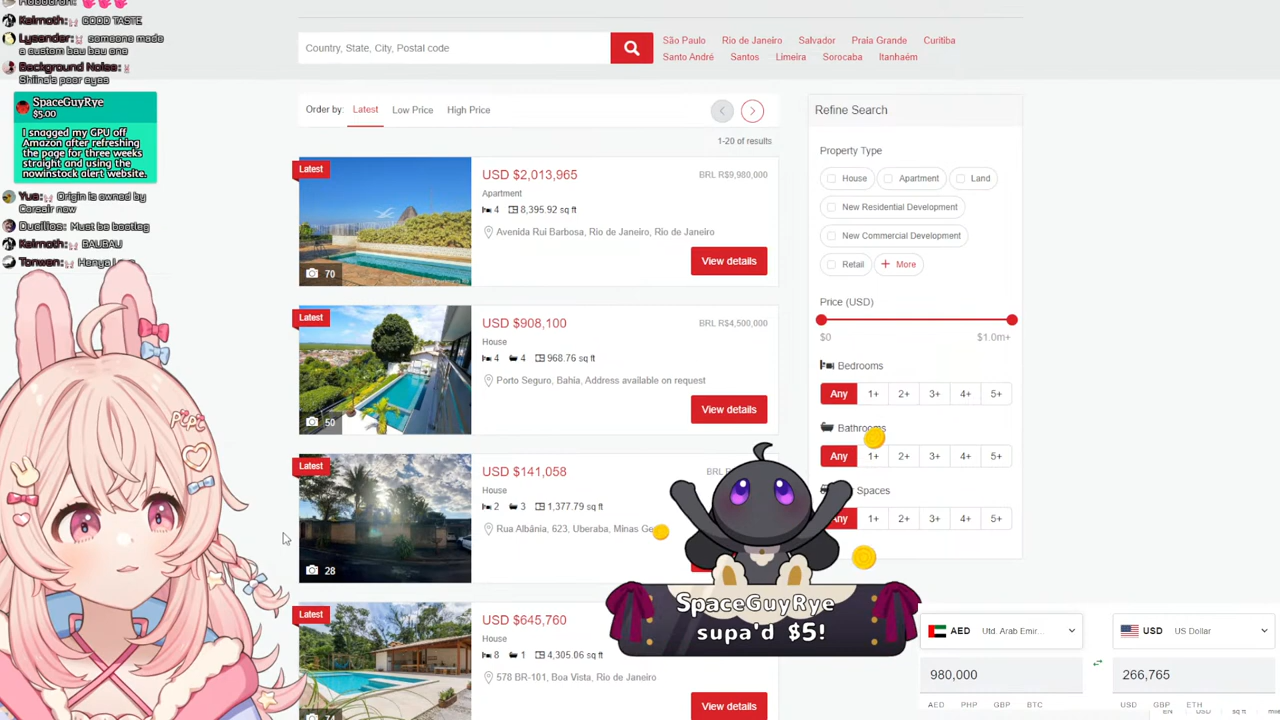 Kelmoth: GOOD TASTE
Lysander: someone made
a custom bau bau one
Background Noise:
Shiina's poor eyes
SpaceGuyRye
$5.00
I snagged my GPU off
Amazon after refreshing
the page for three weeks
straight and using the
nowinstock alert website.
Yue: Origin is owned by
Corsair now
Ducilios: Must be bootleg
Kelmoth: BAUBAU
Torwen: Henya
pipi
Country, State, City, Postal code
São Paulo Rio de Janeiro Salvador Praia Grande Curitiba
Santo André Santos Limeira Sorocaba Itanhaém
Order by: Latest Low Price High Price
1-20 of results
Latest
USD $2,013,965
BRL R$9,980,000
Apartment
4 8,395.92 sq ft
Avenida Rui Barbosa, Rio de Janeiro, Rio de Janeiro
70
View details
Latest
USD $908,100
BRL R$4,500,000
House
4 4 968.76 sq ft
Porto Seguro, Bahia, Address available on request
50
View details
Latest
USD $141,058
House
2 3 1,377.79 sq ft
Rua Albânia, 623, Uberaba, Minas
28
Latest
USD $645,760
House
8 1 4,305.06 sq ft
578 BR-101, Boa Vista, Rio de Janeiro
74
View details
Refine Search
Property Type
House Apartment Land
New Residential Development
New Commercial Development
Retail + More
Price (USD)
$0 $1.0m+
Bedrooms
Any 1+ 2+ 3+ 4+ 5+
Bathrooms
Any 1+ 2+ 3+ 4+ 5+
Spaces
Any 1+ 2+ 3+ 4+ 5+
SpaceGuyRye
supa'd $5!
AED Utd. Arab Emir...
USD US Dollar
980,000
266,765
AED PHP GBP BTC
USD GBP ETH